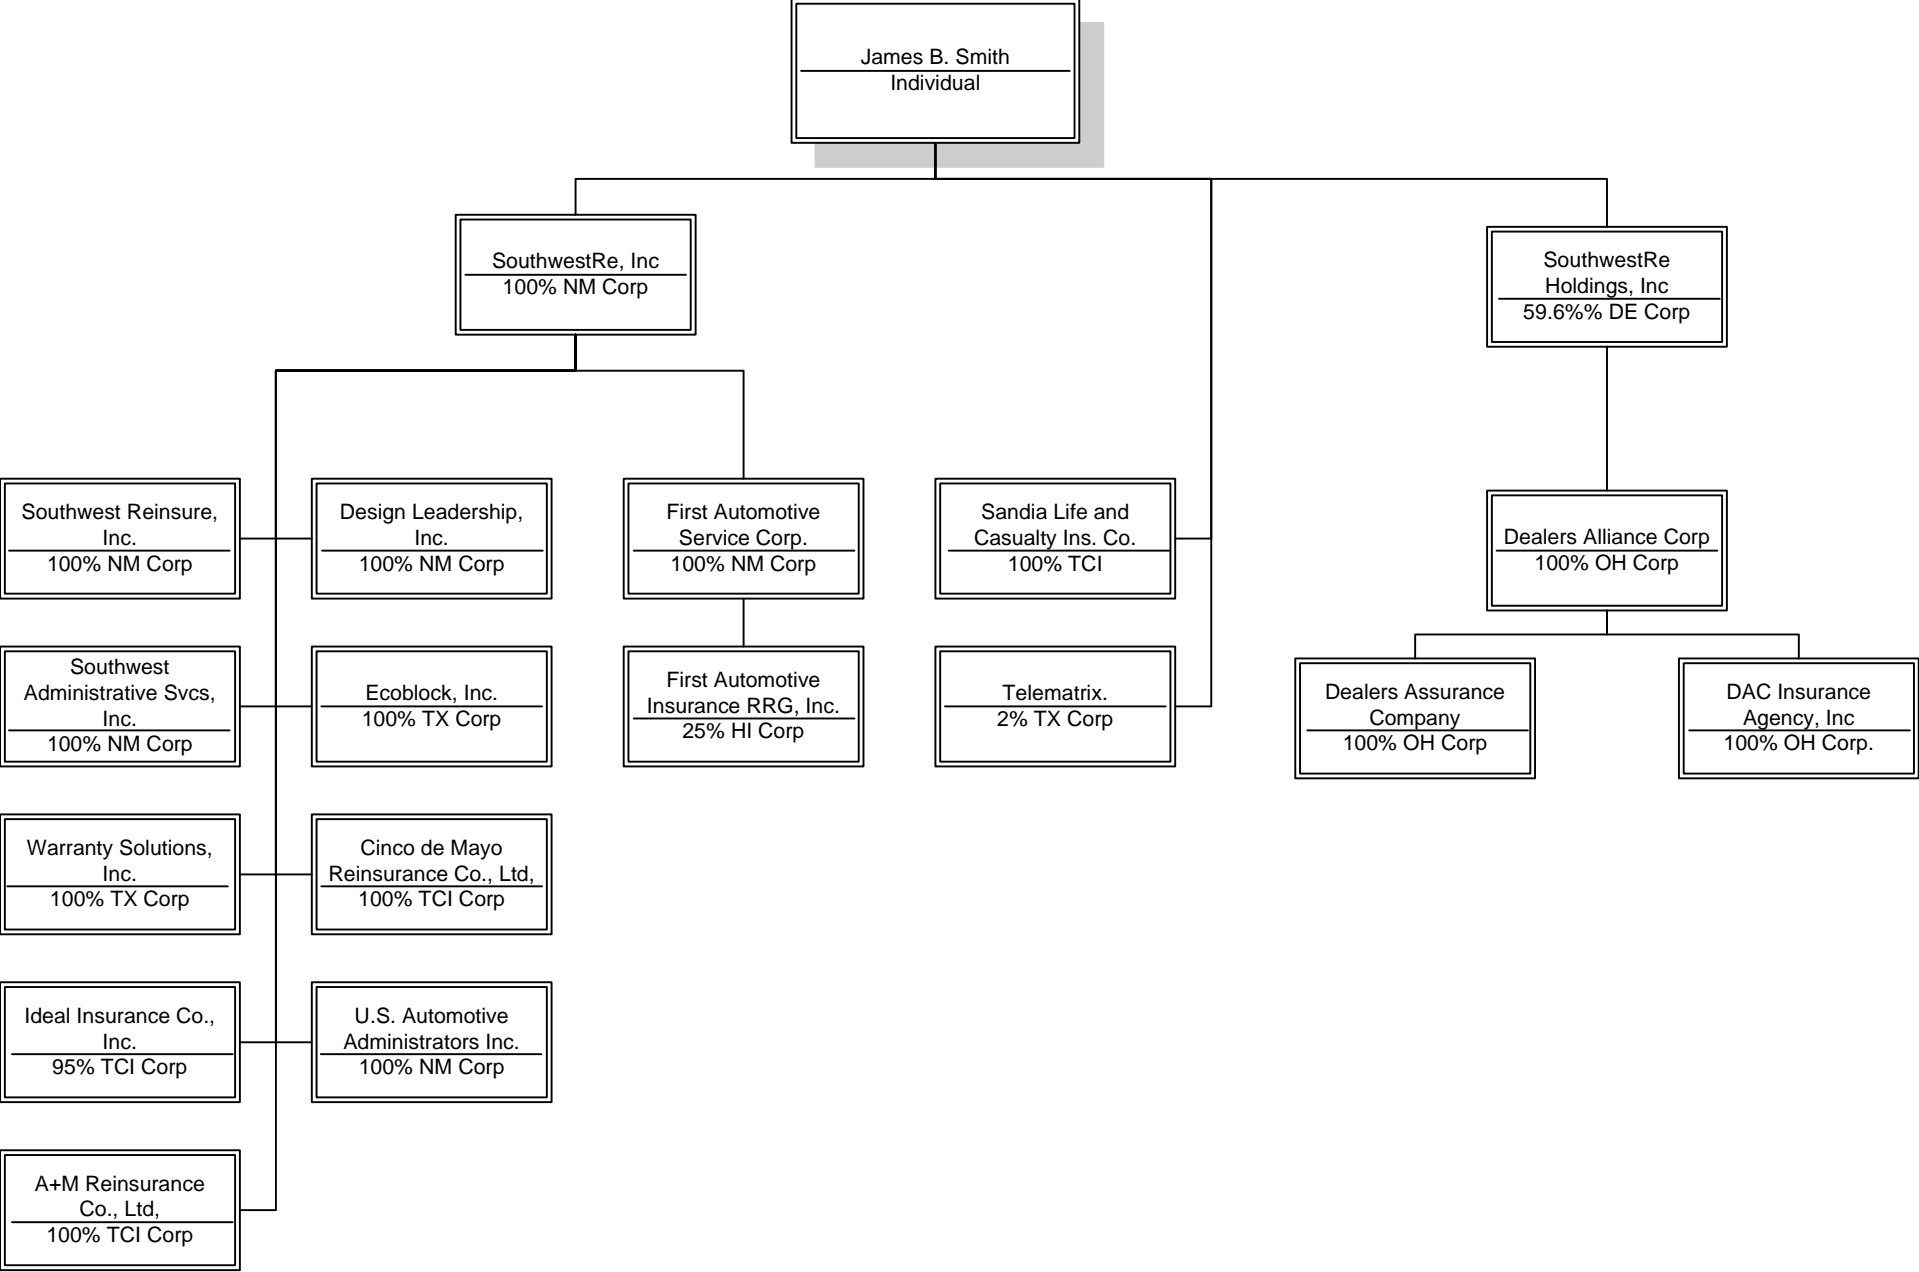 James B. Smith
Individual
SouthwestRe, Inc
100% NM Corp
SouthwestRe
Holdings, Inc
59.6%% DE Corp
Southwest Reinsure,
Inc.
100% NM Corp
Design Leadership,
Inc.
100% NM Corp
First Automotive
Service Corp.
100% NM Corp
Sandia Life and
Casualty Ins. Co.
100% TCI
Dealers Alliance Corp
100% OH Corp
Southwest
Administrative Svcs,
Inc.
100% NM Corp
Ecoblock, Inc.
100% TX Corp
First Automotive
Insurance RRG, Inc.
25% HI Corp
Telematrix.
2% TX Corp
Dealers Assurance
Company
100% OH Corp
DAC Insurance
Agency, Inc
100% OH Corp.
Warranty Solutions,
Inc.
100% TX Corp
Cinco de Mayo
Reinsurance Co., Ltd,
100% TCI Corp
Ideal Insurance Co.,
Inc.
95% TCI Corp
U.S. Automotive
Administrators Inc.
100% NM Corp
A+M Reinsurance
Co., Ltd,
100% TCI Corp